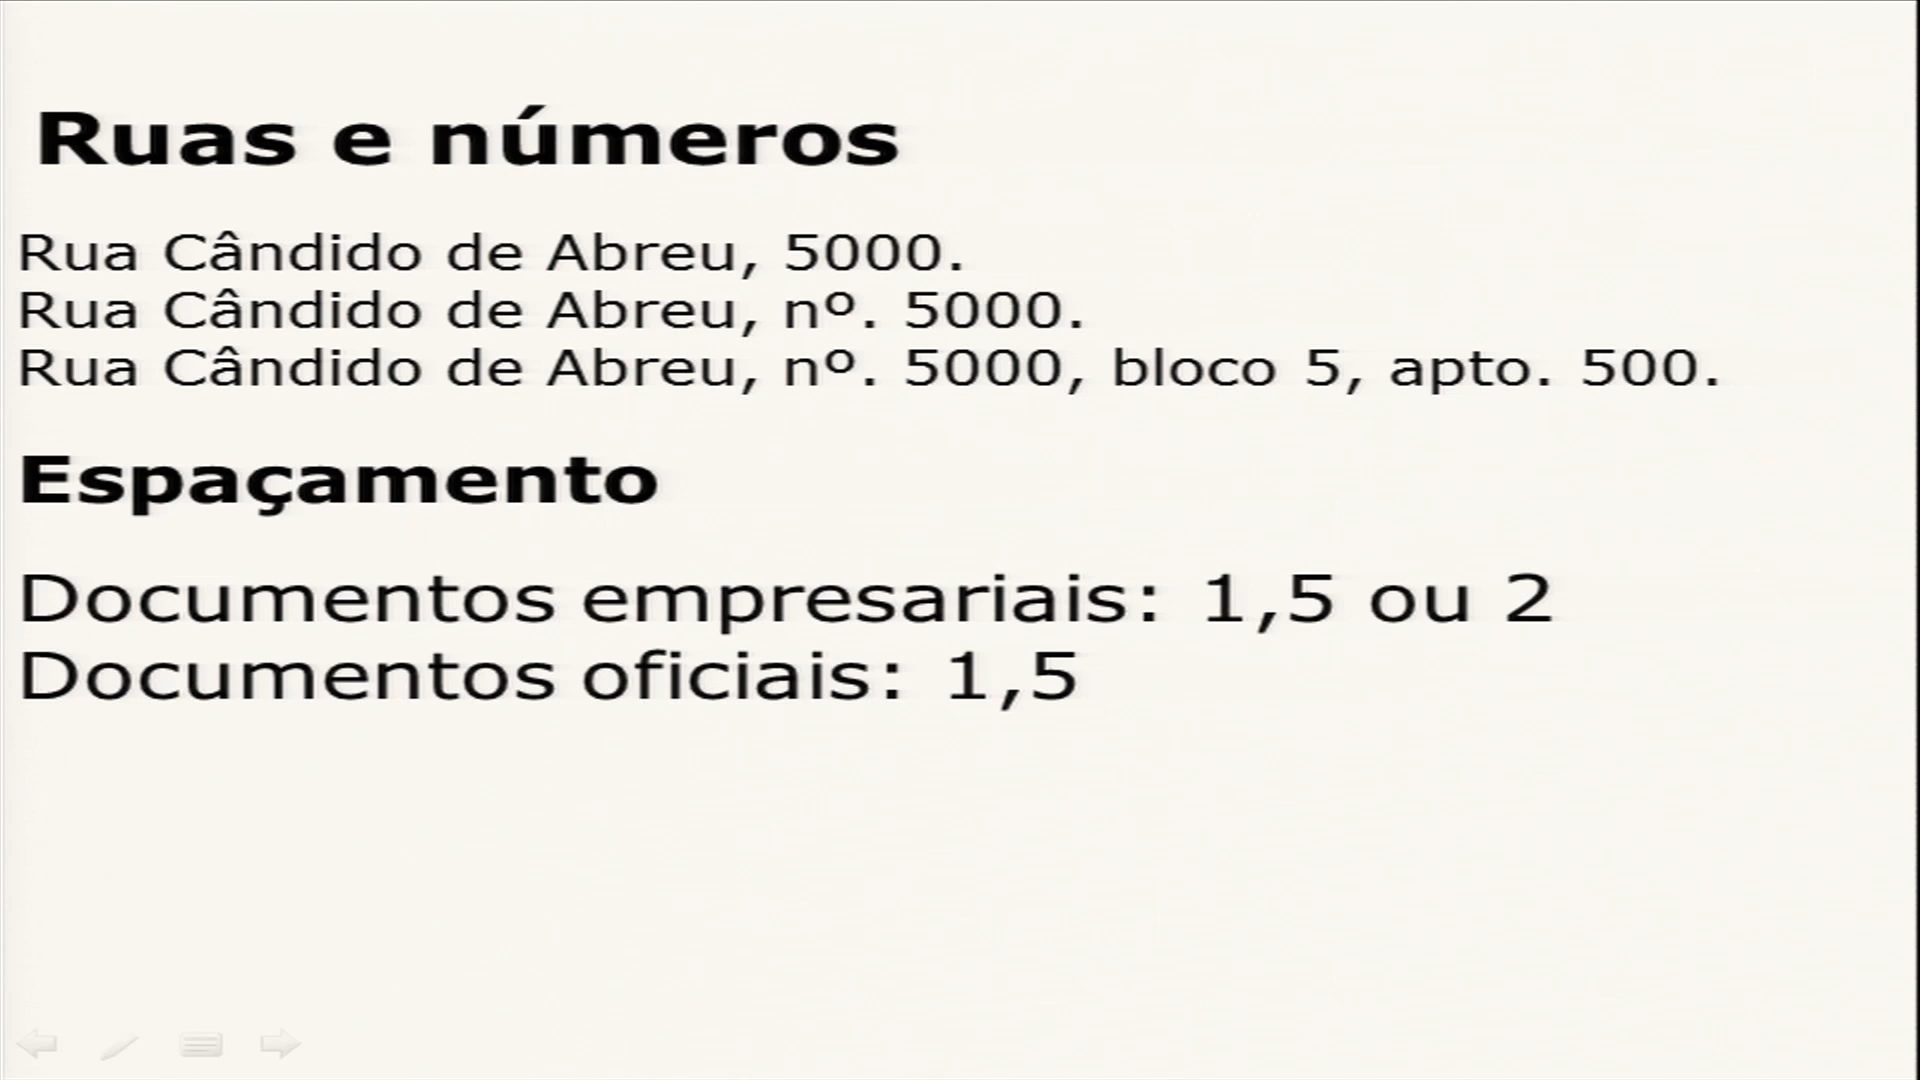 Ruas e números
Rua Cândido de Abreu, 5000.
Rua Cândido de Abreu, nº. 5000.
Rua Cândido de Abreu, nº. 5000, bloco 5, apto. 500.
Espaçamento
Documentos empresariais: 1,5 ou 2
Documentos oficiais: 1,5